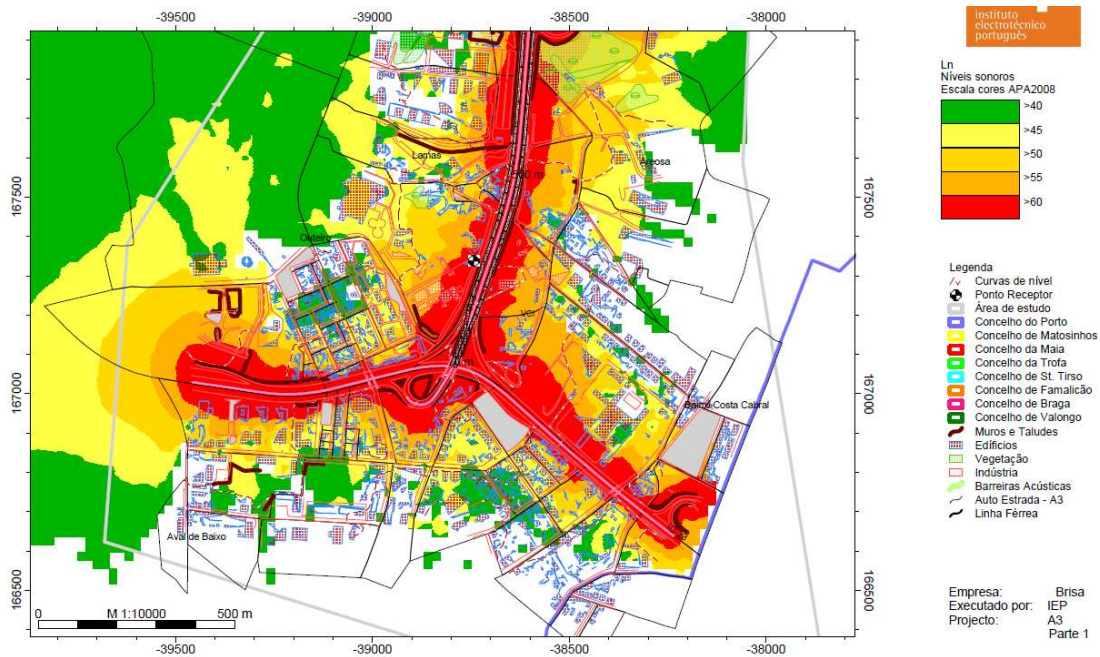 -39500 -39000 -38500 -38000
instituto
electrotécnico
português
Ln
Níveis sonoros
Escala cores APA2008
>40
>45
>50
>55
>60
Lamas
Areosa
167500
167500
Outeiro
VCI
167000
167000
Bairro Costa Cabral
Aval de Baixo
166500
166500
0 M 1:10000 500 m
-39500 -39000 -38500 -38000
Legenda
Curvas de nível
Ponto Receptor
Área de estudo
Concelho do Porto
Concelho de Matosinhos
Concelho da Maia
Concelho da Trofa
Concelho de St. Tirso
Concelho de Famalicão
Concelho de Braga
Concelho de Valongo
Muros e Taludes
Edifícios
Vegetação
Indústria
Barreiras Acústicas
Auto Estrada - A3
Linha Férrea
Empresa: Brisa
Executado por: IEP
Projecto: A3
Parte 1